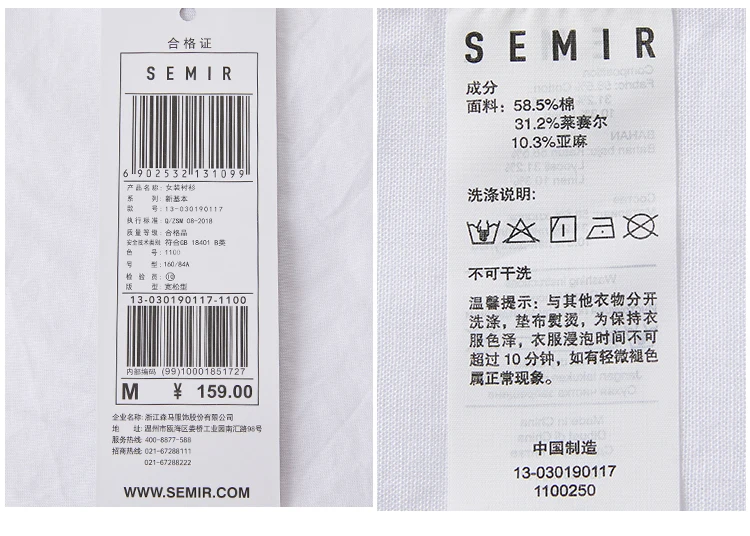 合格证
SEMIR
6 902532 131099
产品名称: 女装衬衫
系 列: 新基本
款 号: 13-030190117
执行标准: Q/ZSM 08-2018
质量等级: 合格品
安全技术类别: 符合GB 18401 B类
色 号: 1100
号 型: 160/84A
检 验 员: ⑩
版 型: 宽松型
13-030190117-1100
内部编码 (99)10001851727
M ¥ 159.00
企业名称: 浙江森马服饰股份有限公司
地 址: 温州市瓯海区娄桥工业园南汇路98号
服务热线: 400-8877-588
招商热线: 021-67288111
021-67288222
WWW.SEMIR.COM
SEMIR
成分
面料: 58.5%棉
31.2%莱赛尔
10.3%亚麻
洗涤说明:
不可干洗
温馨提示: 与其他衣物分开
洗涤，垫布熨烫，为保持衣
服色泽，衣服浸泡时间不可
超过10分钟，如有轻微褪色
属正常现象。
中国制造
13-030190117
1100250